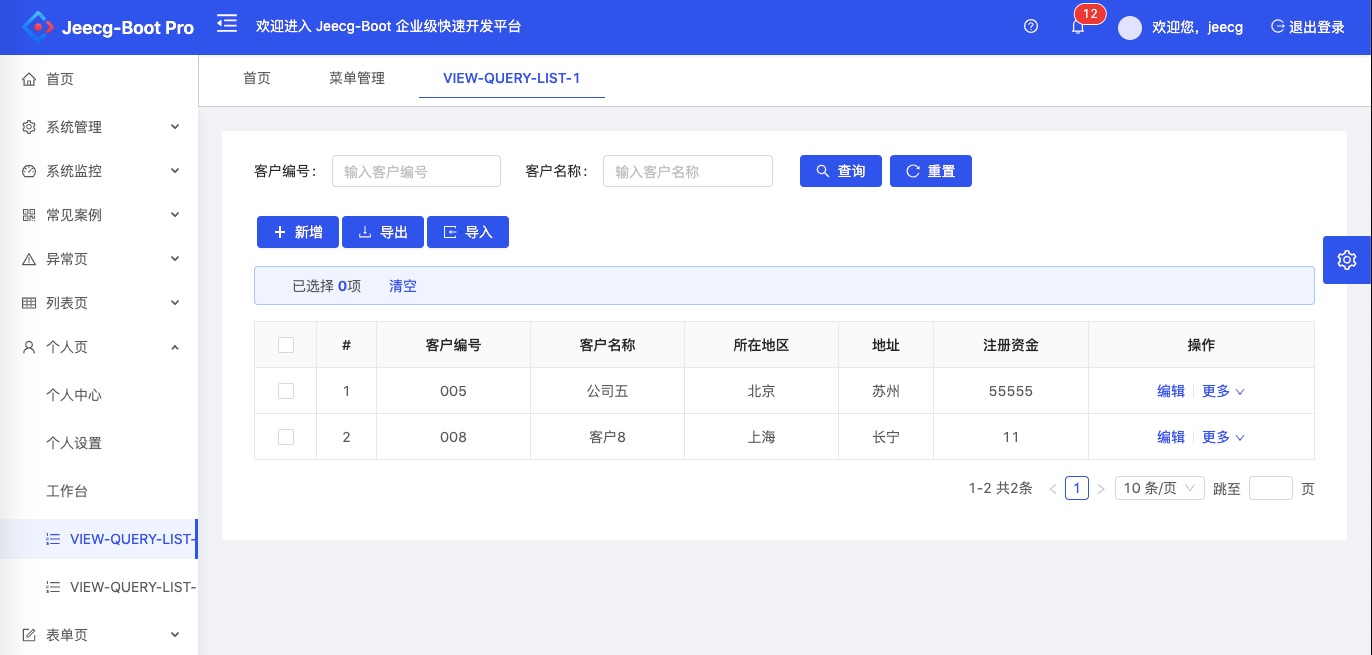 Jeecg-Boot Pro
欢迎进入 Jeecg-Boot 企业级快速开发平台
12
欢迎您，jeecg
退出登录
首页
系统管理
系统监控
常见案例
异常页
列表页
个人页
个人中心
个人设置
工作台
VIEW-QUERY-LIST-
VIEW-QUERY-LIST-
表单页
首页 菜单管理 VIEW-QUERY-LIST-1
客户编号： 输入客户编号 客户名称： 输入客户名称 查询 重置
新增 导出 导入
已选择 0项 清空
# 客户编号 客户名称 所在地区 地址 注册资金 操作
1 005 公司五 北京 苏州 55555 编辑 更多
2 008 客户8 上海 长宁 11 编辑 更多
1-2 共2条 < 1 > 10 条/页 跳至 页